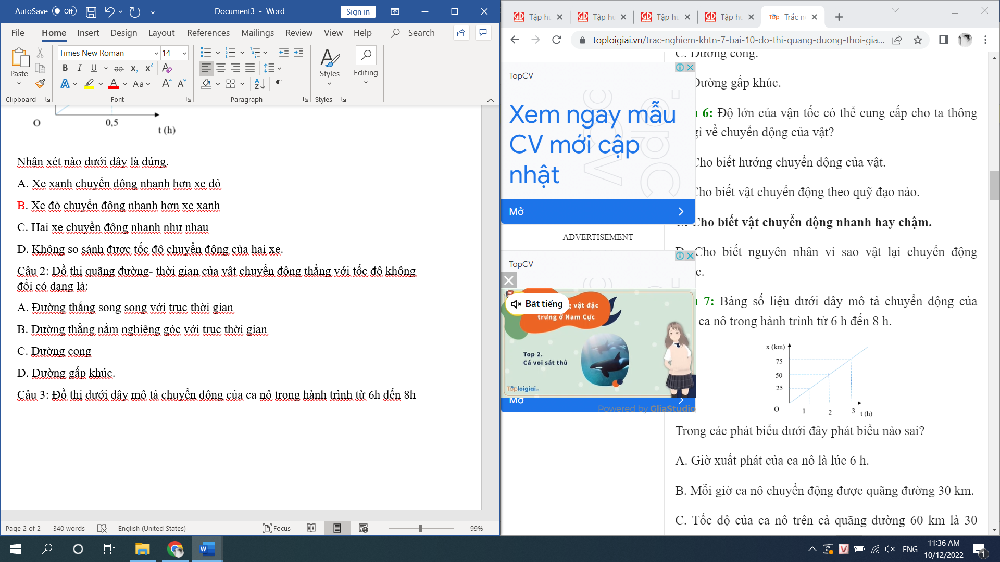 AutoSave Off Document3 - Word Sign in
File Home Insert Design Layout References Mailings Review View Help Search
Times New Roman 14
B I U ab x₂ x² A
Paste Styles Editing
A A Aa A A
Clipboard Font Paragraph Styles
O 0,5 t (h)
Nhận xét nào dưới đây là đúng.
A. Xe xanh chuyển động nhanh hơn xe đỏ
B. Xe đỏ chuyển động nhanh hơn xe xanh
C. Hai xe chuyển động nhanh như nhau
D. Không so sánh được tốc độ chuyển động của hai xe.
Câu 2: Đồ thị quãng đường- thời gian của vật chuyển động thẳng với tốc độ không
đổi có dạng là:
A. Đường thẳng song song với trục thời gian
B. Đường thẳng nằm nghiêng góc với trục thời gian
C. Đường cong
D. Đường gấp khúc.
Câu 3: Đồ thị dưới đây mô tả chuyển động của ca nô trong hành trình từ 6h đến 8h
Page 2 of 2 340 words English (United States) Focus 99%
Tập hu Tập hu Tập hu Tập hu Top Trắc n
toploigiai.vn/trac-nghiem-khtn-7-bai-10-do-thi-quang-duong-thoi-gia...
C. Đường cong.
TopCV
Xem ngay mẫu
CV mới cập
nhật
Mở
ADVERTISEMENT
TopCV
Bật tiếng
g vật đặc
trưng ở Nam Cực
Top 2.
Cá voi sát thủ
Toploigiai
Mở
Powered by GliaStudio
Đường gấp khúc.
6: Độ lớn của vận tốc có thể cung cấp cho ta thông
gì về chuyển động của vật?
Cho biết hướng chuyển động của vật.
Cho biết vật chuyển động theo quỹ đạo nào.
C. Cho biết vật chuyển động nhanh hay chậm.
D. Cho biết nguyên nhân vì sao vật lại chuyển động
c.
7: Bảng số liệu dưới đây mô tả chuyển động của
ca nô trong hành trình từ 6 h đến 8 h.
x (km)
75
50
25
O 1 2 3 t (h)
Trong các phát biểu dưới đây phát biểu nào sai?
A. Giờ xuất phát của ca nô là lúc 6 h.
B. Mỗi giờ ca nô chuyển động được quãng đường 30 km.
C. Tốc độ của ca nô trên cả quãng đường 60 km là 30
ENG 11:36 AM
10/12/2022 1